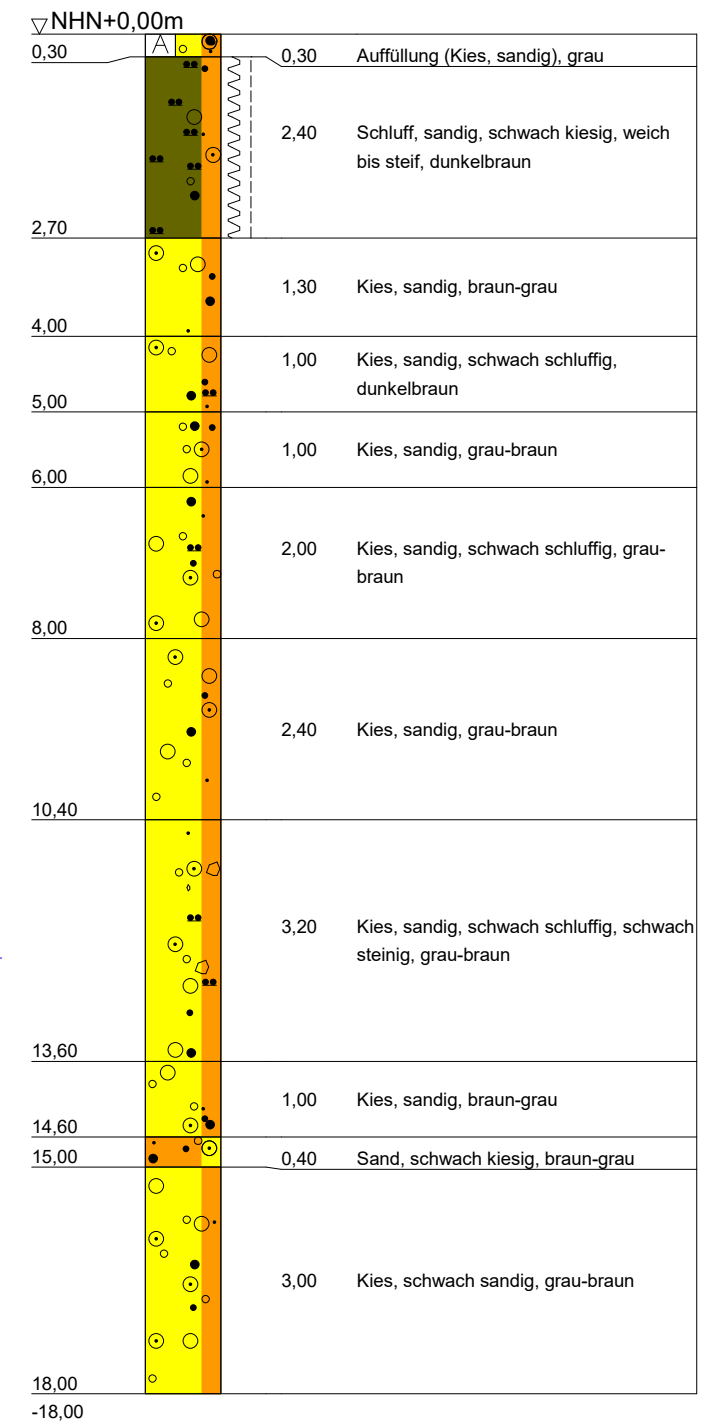 NHN+0,00m
A
0,30
0,30 Auffüllung (Kies, sandig), grau
2,40 Schluff, sandig, schwach kiesig, weich
bis steif, dunkelbraun
2,70
1,30 Kies, sandig, braun-grau
4,00
1,00 Kies, sandig, schwach schluffig,
dunkelbraun
5,00
1,00 Kies, sandig, grau-braun
6,00
2,00 Kies, sandig, schwach schluffig, grau-
braun
8,00
2,40 Kies, sandig, grau-braun
10,40
3,20 Kies, sandig, schwach schluffig, schwach
steinig, grau-braun
13,60
1,00 Kies, sandig, braun-grau
14,60
15,00
0,40 Sand, schwach kiesig, braun-grau
3,00 Kies, schwach sandig, grau-braun
18,00
-18,00